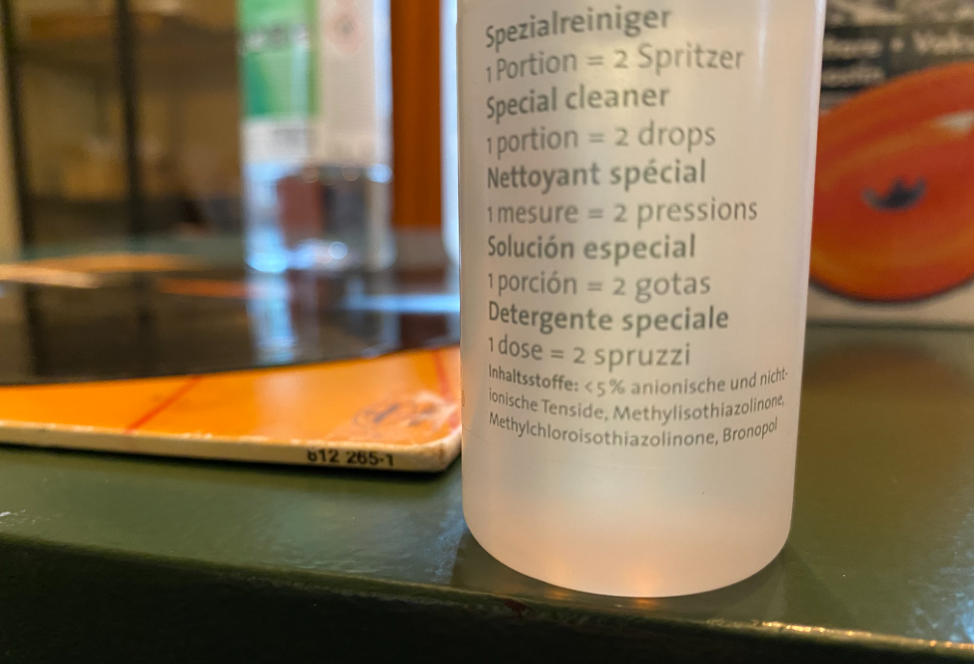 Spezialreiniger
1 Portion = 2 Spritzer
Special cleaner
1 portion = 2 drops
Nettoyant spécial
1 mesure = 2 pressions
Solución especial
1 porción = 2 gotas
Detergente speciale
1 dose = 2 spruzzi
Inhaltsstoffe: <5% anionische und nicht-
ionische Tenside, Methylisothiazolinone,
Methylchloroisothiazolinone, Bronopol
612 265-1